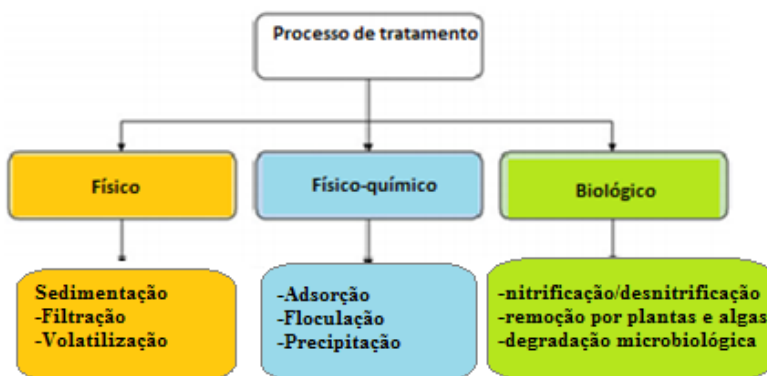 Processo de tratamento
Físico
Físico-químico
Biológico
Sedimentação
-Filtração
-Volatilização
-Adsorção
-Floculação
-Precipitação
-nitrificação/desnitrificação
-remoção por plantas e algas
-degradação microbiológica